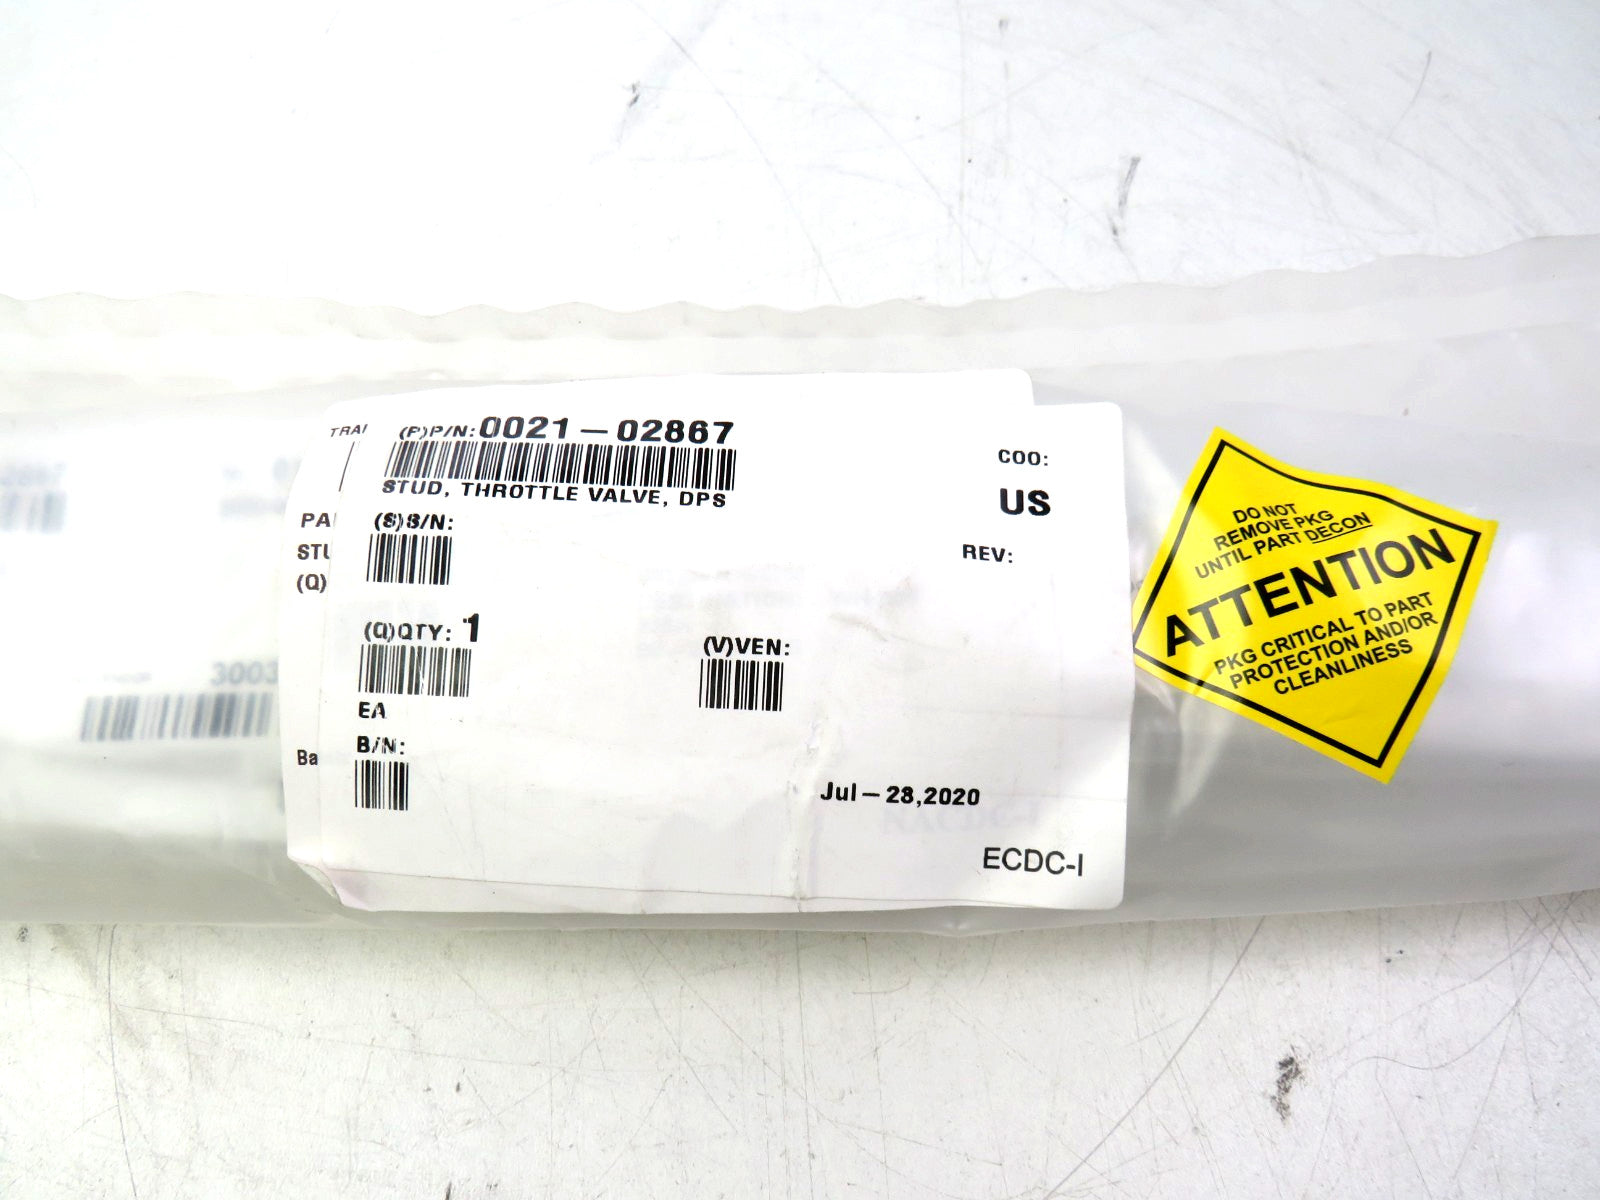 (P)P/N:0021-02867
STUD, THROTTLE VALVE, DPS
(S)S/N:
(Q)QTY: 1
EA
B/N:
COO:
US
REV:
(V)VEN:
Jul-28,2020
ECDC-I
TRA
PA
STU
(Q)
Ba
3003
DO NOT
REMOVE PKG
UNTIL PART DECON
ATTENTION
PKG CRITICAL TO PART
PROTECTION AND/OR
CLEANLINESS